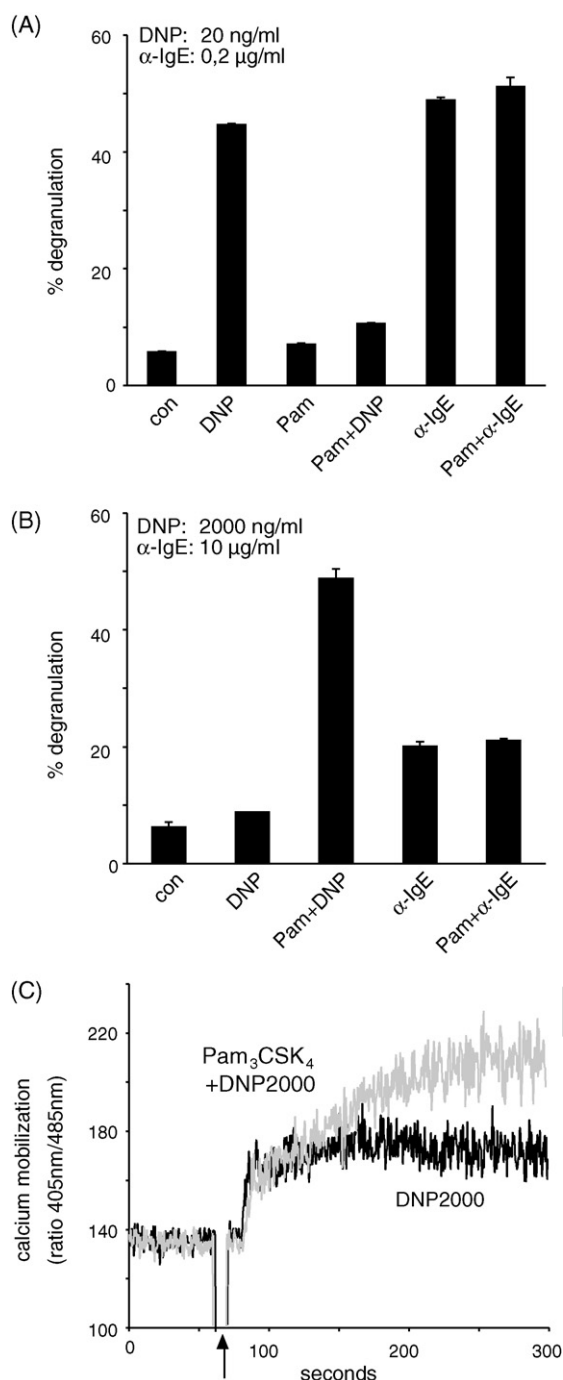 (A)
60
40
20
0
% degranulation
DNP: 20 ng/ml
α-IgE: 0,2 µg/ml
con
DNP
Pam
Pam+DNP
α-IgE
Pam+α-IgE
(B)
60
40
20
0
% degranulation
DNP: 2000 ng/ml
α-IgE: 10 µg/ml
con
DNP
Pam+DNP
α-IgE
Pam+α-IgE
(C)
220
180
140
100
calcium mobilization
(ratio 405nm/485nm)
Pam₃CSK₄
+DNP2000
DNP2000
0
100
200
300
seconds